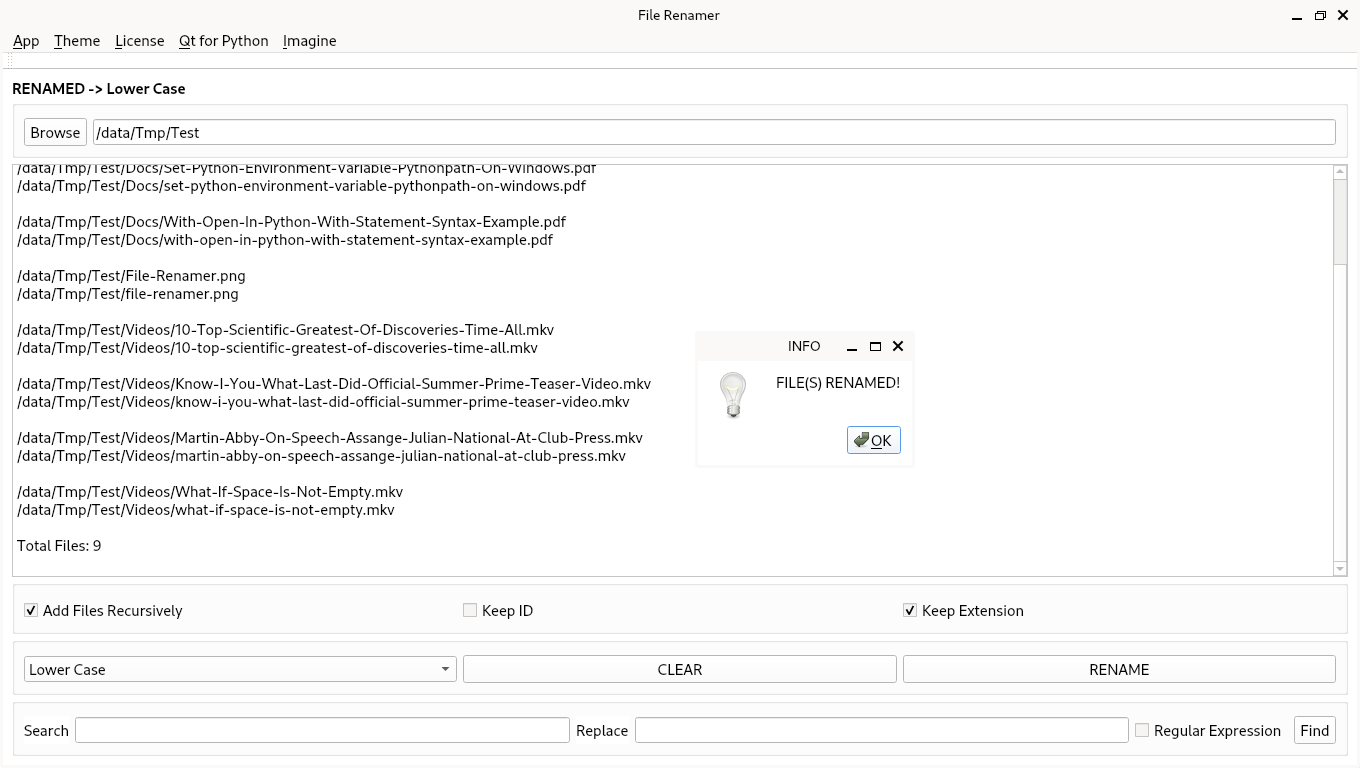 File Renamer
App Theme License Qt for Python Imagine
RENAMED -> Lower Case
Browse /data/Tmp/Test
/data/Tmp/Test/Docs/Set-Python-Environment-Variable-Pythonpath-On-Windows.pdf
/data/Tmp/Test/Docs/set-python-environment-variable-pythonpath-on-windows.pdf
/data/Tmp/Test/Docs/With-Open-In-Python-With-Statement-Syntax-Example.pdf
/data/Tmp/Test/Docs/with-open-in-python-with-statement-syntax-example.pdf
/data/Tmp/Test/File-Renamer.png
/data/Tmp/Test/file-renamer.png
/data/Tmp/Test/Videos/10-Top-Scientific-Greatest-Of-Discoveries-Time-All.mkv
/data/Tmp/Test/Videos/10-top-scientific-greatest-of-discoveries-time-all.mkv
/data/Tmp/Test/Videos/Know-I-You-What-Last-Did-Official-Summer-Prime-Teaser-Video.mkv
/data/Tmp/Test/Videos/know-i-you-what-last-did-official-summer-prime-teaser-video.mkv
/data/Tmp/Test/Videos/Martin-Abby-On-Speech-Assange-Julian-National-At-Club-Press.mkv
/data/Tmp/Test/Videos/martin-abby-on-speech-assange-julian-national-at-club-press.mkv
/data/Tmp/Test/Videos/What-If-Space-Is-Not-Empty.mkv
/data/Tmp/Test/Videos/what-if-space-is-not-empty.mkv
Total Files: 9
INFO
FILE(S) RENAMED!
OK
Add Files Recursively Keep ID Keep Extension
Lower Case CLEAR RENAME
Search Replace Regular Expression Find